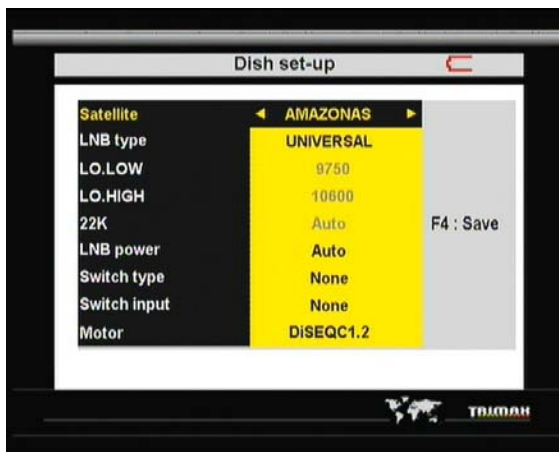 Dish set-up
Satellite ◄ AMAZONAS ►
LNB type UNIVERSAL
LO.LOW 9750
LO.HIGH 10600
22K Auto
LNB power Auto
Switch type None
Switch input None
Motor DiSEQC1.2
F4 : Save
TRIMAX